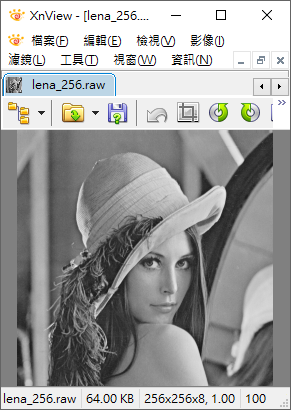 XnView - [lena_256....
檔案(F) 編輯(E) 檢視(V) 影像(I)
濾鏡(L) 工具(T) 視窗(W) 資訊(N)
lena_256.raw
lena_256.raw 64.00 KB 256x256x8, 1.00 100